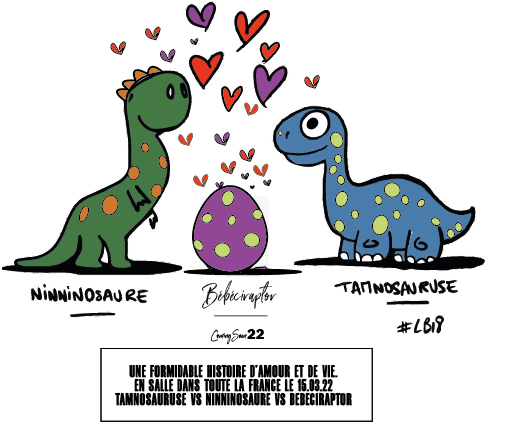 NINNINOSAURE
Bébéciraptor
TAMNOSAURUSE
Coming Soon 22
#LB18
UNE FORMIDABLE HISTOIRE D'AMOUR ET DE VIE.
EN SALLE DANS TOUTE LA FRANCE LE 15.03.22
TAMNOSAURUSE VS NINNINOSAURE VS BEBECIRAPTOR